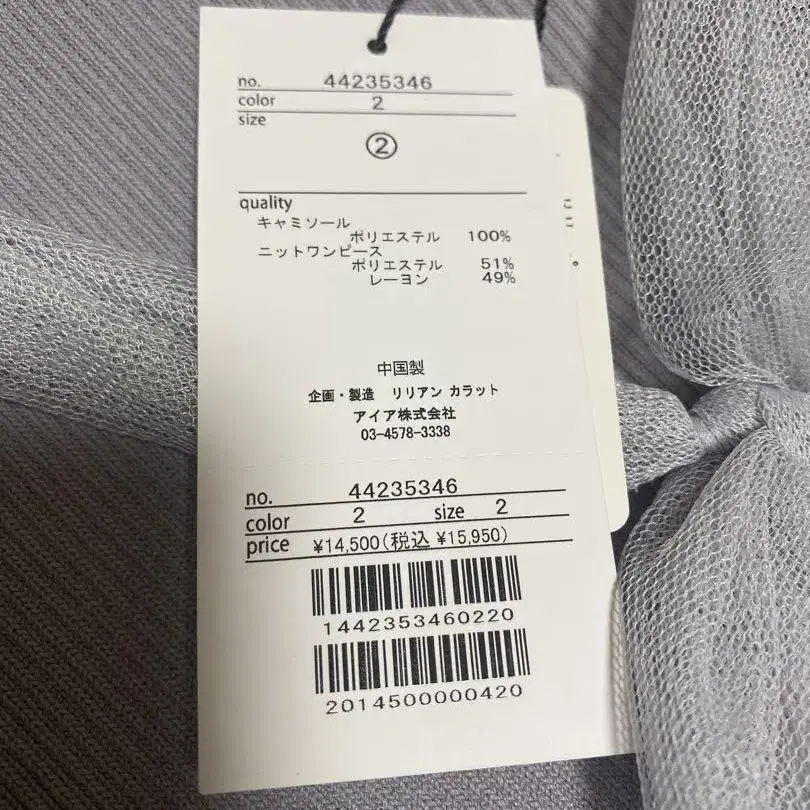 no. 44235346
color 2
size
②
quality
キャミソール
ポリエステル 100%
ニットワンピース
ポリエステル 51%
レーヨン 49%
中国製
企画・製造 リリアン カラット
アイア株式会社
03-4578-3338
no. 44235346
color 2 size 2
price ¥14,500(税込 ¥15,950)
1442353460220
2014500000420